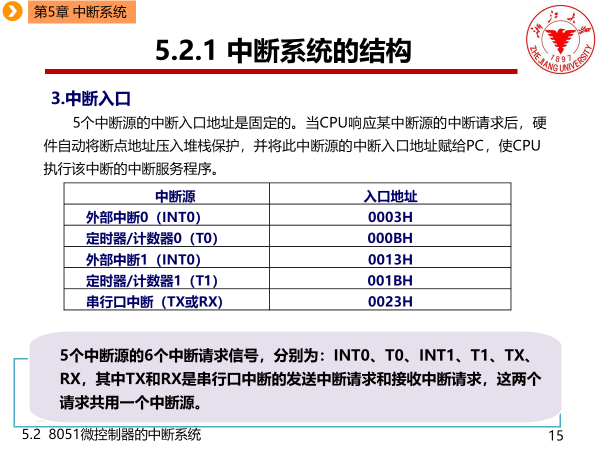 第5章 中断系统
浙江大学
ZHEJIANG UNIVERSITY
1897
5.2.1 中断系统的结构
3.中断入口
5个中断源的中断入口地址是固定的。当CPU响应某中断源的中断请求后，硬
件自动将断点地址压入堆栈保护，并将此中断源的中断入口地址赋给PC，使CPU
执行该中断的中断服务程序。
中断源 入口地址
外部中断0（INT0） 0003H
定时器/计数器0（T0） 000BH
外部中断1（INT0） 0013H
定时器/计数器1（T1） 001BH
串行口中断（TX或RX） 0023H
5个中断源的6个中断请求信号，分别为：INT0、T0、INT1、T1、TX、
RX，其中TX和RX是串行口中断的发送中断请求和接收中断请求，这两个
请求共用一个中断源。
5.2 8051微控制器的中断系统
15